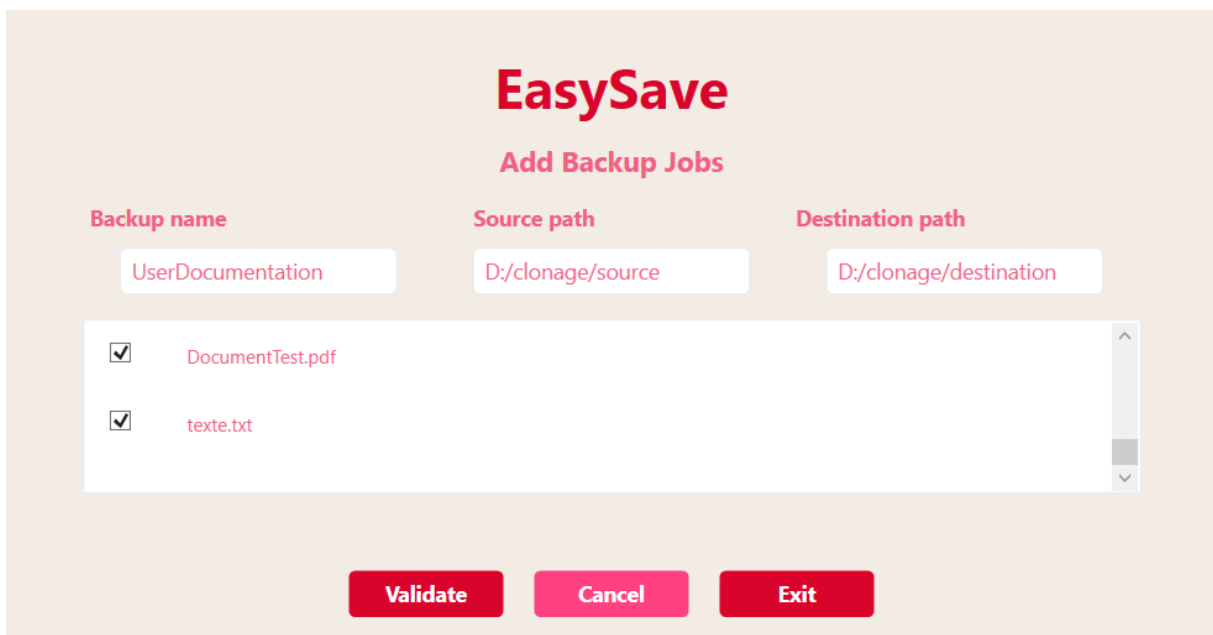 EasySave
Add Backup Jobs
Backup name Source path Destination path
UserDocumentation D:/clonage/source D:/clonage/destination
DocumentTest.pdf
texte.txt
Validate Cancel Exit